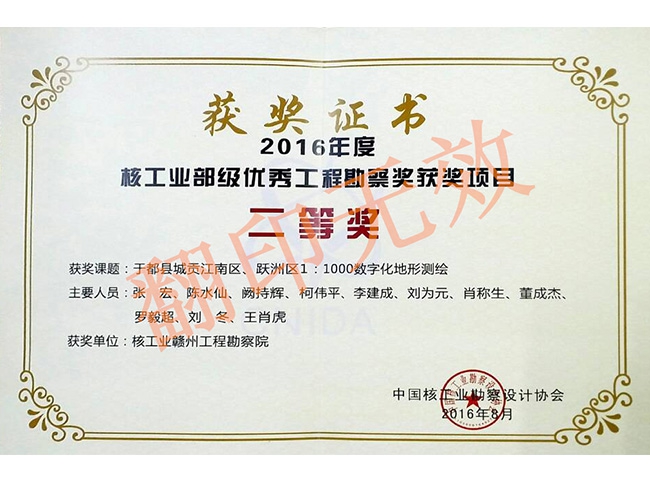 获奖证书
2016年度
核工业部级优秀工程勘察奖获奖项目
二等奖
获奖课题：于都县城贡江南区、跃洲区1：1000数字化地形测绘
主要人员：张　宏、陈水仙、阙持辉、柯伟平、李建成、刘为元、肖称生、董成杰、
罗毅超、刘　冬、王肖虎
获奖单位：核工业赣州工程勘察院
中国核工业勘察设计协会
2016年8月
翻印无效
CNIDA